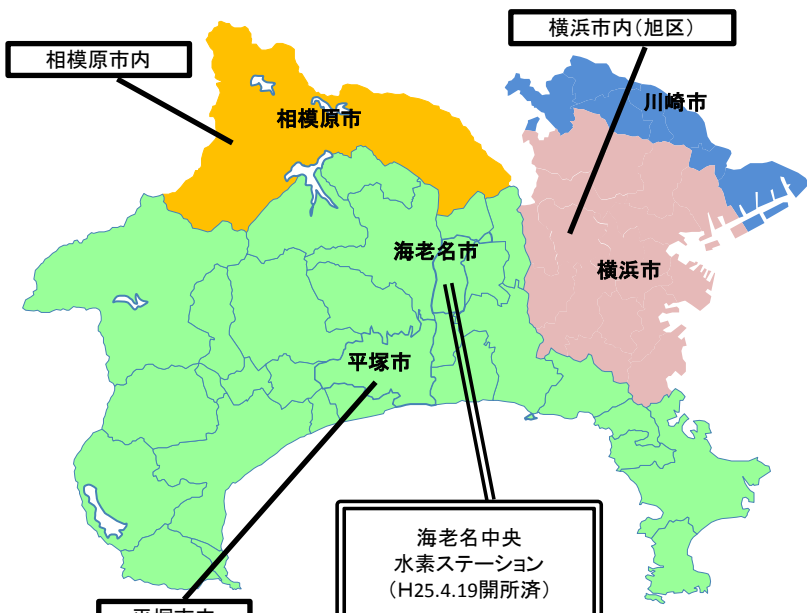 横浜市内(旭区)
相模原市内
川崎市
相模原市
海老名市
横浜市
平塚市
海老名中央
水素ステーション
(H25.4.19開所済)